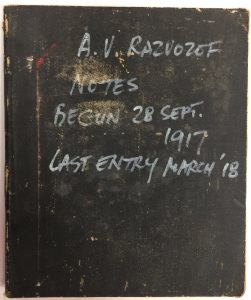 A. V. RAZVOZOF
NOTES
BEGUN 28 SEPT.
1917
LAST ENTRY MARCH '18